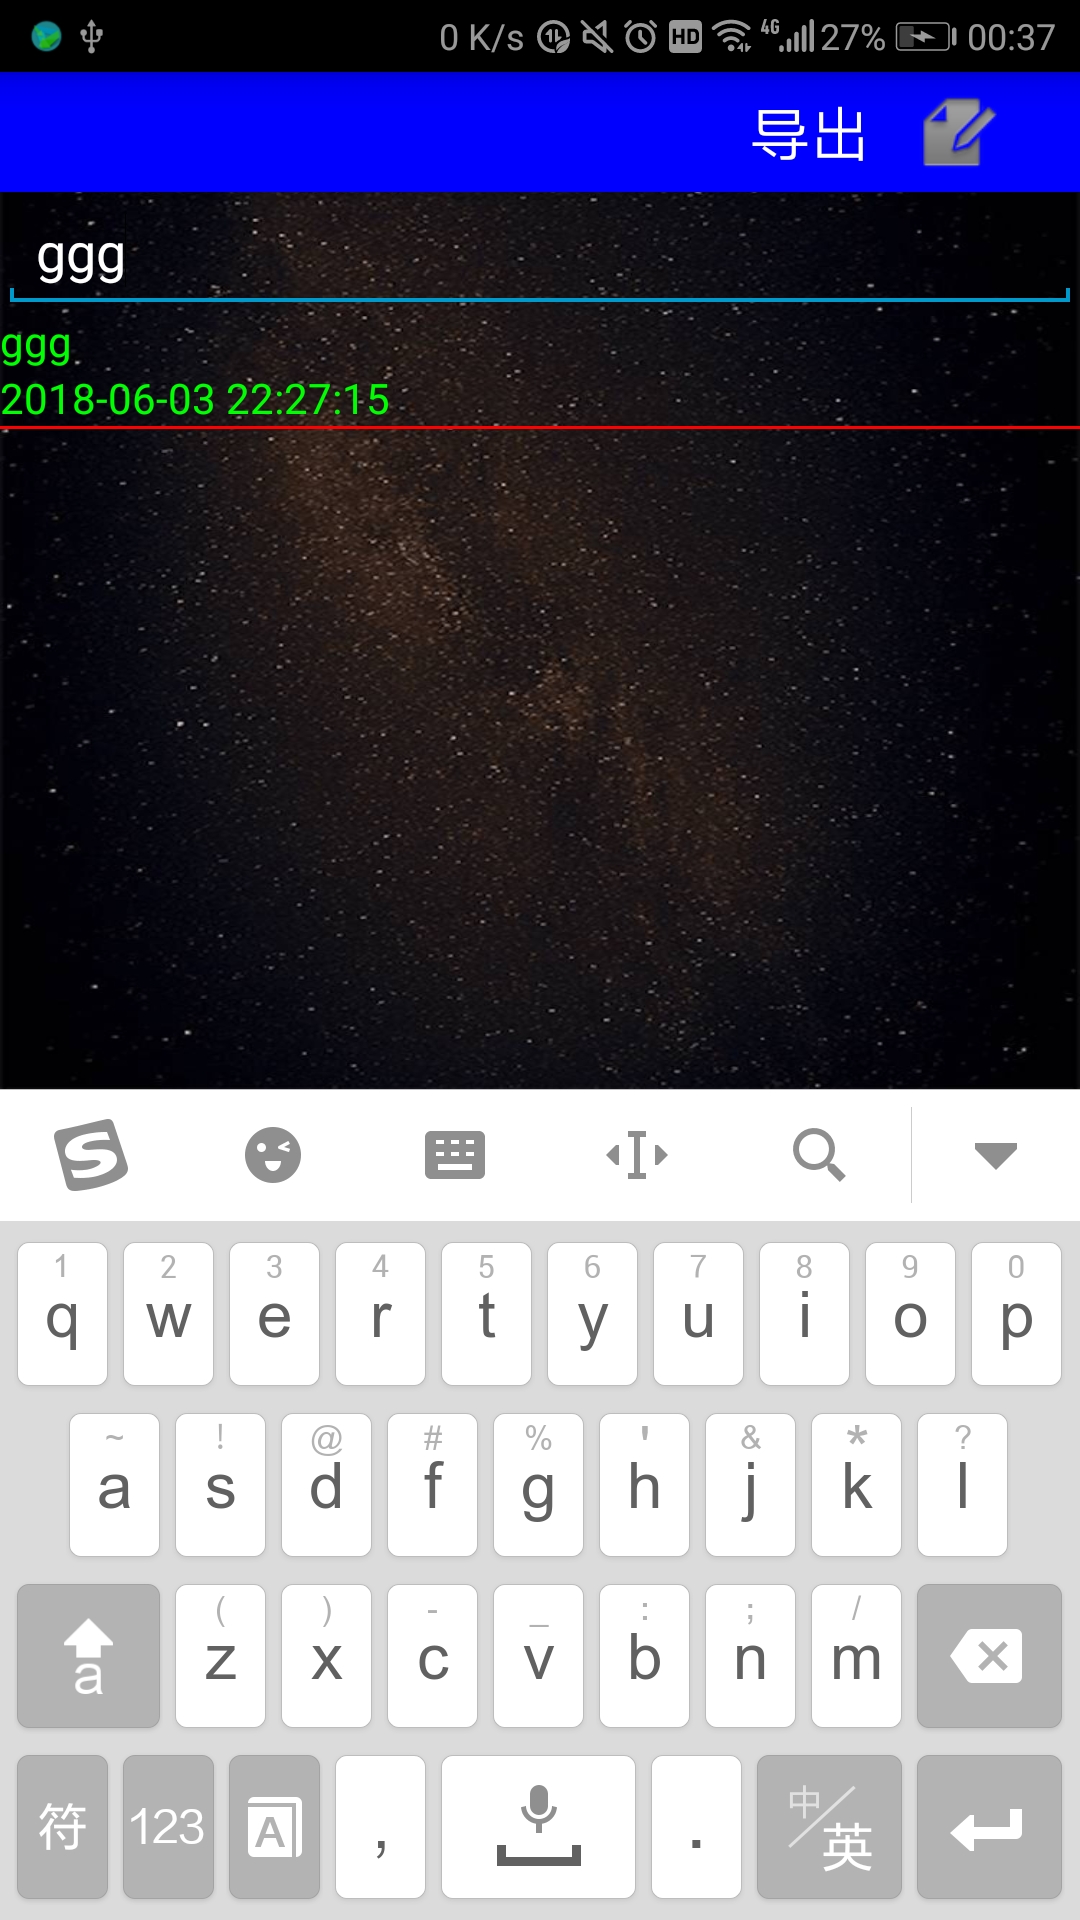 0 K/s HD 4G 27% 00:37
导出
ggg
ggg
2018-06-03 22:27:15
1 2 3 4 5 6 7 8 9 0
q w e r t y u i o p
~ ! @ # % ' & * ?
a s d f g h j k l
( ) - _ : ; /
a z x c v b n m
符 123 A , . 中/英